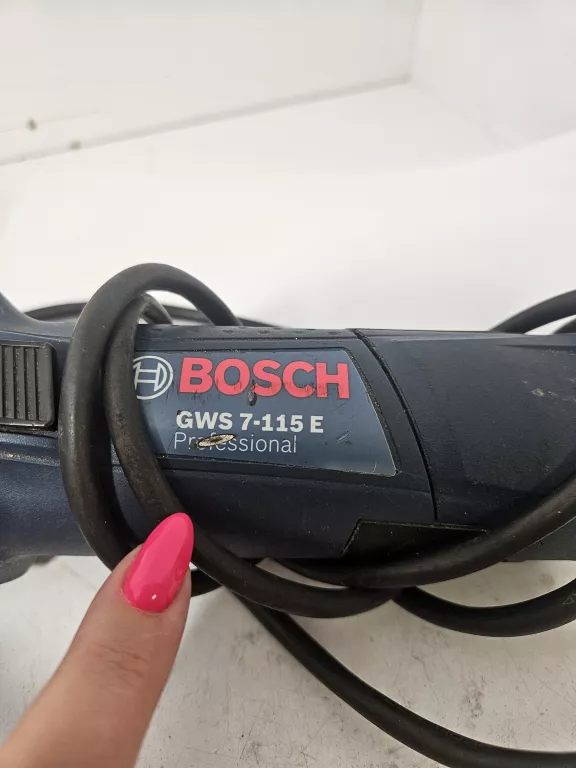 BOSCH
GWS 7-115 E
Professional